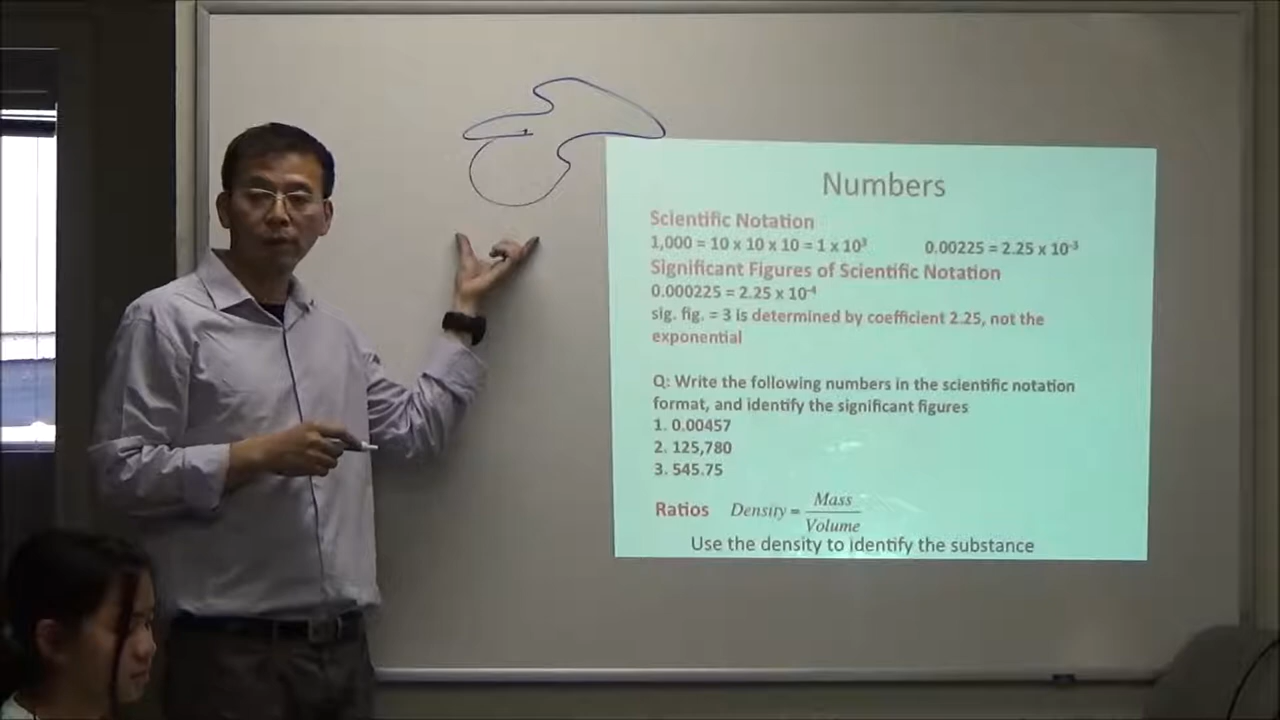 Numbers
Scientific Notation
1,000 = 10 x 10 x 10 = 1 x 10³ 0.00225 = 2.25 x 10⁻³
Significant Figures of Scientific Notation
0.000225 = 2.25 x 10⁻⁴
sig. fig. = 3 is determined by coefficient 2.25, not the
exponential
Q: Write the following numbers in the scientific notation
format, and identify the significant figures
1. 0.00457
2. 125,780
3. 545.75
Ratios Density = Mass / Volume
Use the density to identify the substance